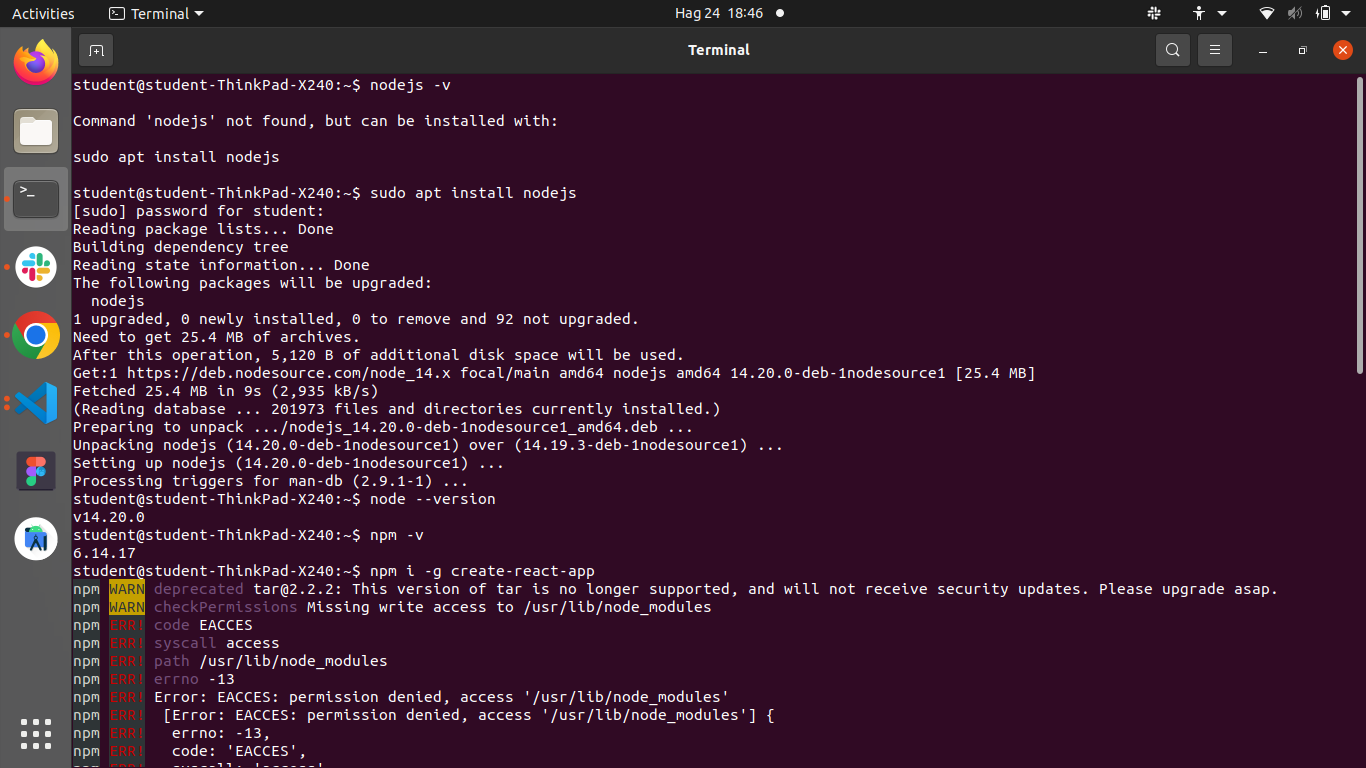 Activities
Terminal
Hag 24 18:46
Terminal
student@student-ThinkPad-X240:~$ nodejs -v
Command 'nodejs' not found, but can be installed with:
sudo apt install nodejs
student@student-ThinkPad-X240:~$ sudo apt install nodejs
[sudo] password for student:
Reading package lists... Done
Building dependency tree
Reading state information... Done
The following packages will be upgraded:
  nodejs
1 upgraded, 0 newly installed, 0 to remove and 92 not upgraded.
Need to get 25.4 MB of archives.
After this operation, 5,120 B of additional disk space will be used.
Get:1 https://deb.nodesource.com/node_14.x focal/main amd64 nodejs amd64 14.20.0-deb-1nodesource1 [25.4 MB]
Fetched 25.4 MB in 9s (2,935 kB/s)
(Reading database ... 201973 files and directories currently installed.)
Preparing to unpack .../nodejs_14.20.0-deb-1nodesource1_amd64.deb ...
Unpacking nodejs (14.20.0-deb-1nodesource1) over (14.19.3-deb-1nodesource1) ...
Setting up nodejs (14.20.0-deb-1nodesource1) ...
Processing triggers for man-db (2.9.1-1) ...
student@student-ThinkPad-X240:~$ node --version
v14.20.0
student@student-ThinkPad-X240:~$ npm -v
6.14.17
student@student-ThinkPad-X240:~$ npm i -g create-react-app
npm WARN deprecated tar@2.2.2: This version of tar is no longer supported, and will not receive security updates. Please upgrade asap.
npm WARN checkPermissions Missing write access to /usr/lib/node_modules
npm ERR! code EACCES
npm ERR! syscall access
npm ERR! path /usr/lib/node_modules
npm ERR! errno -13
npm ERR! Error: EACCES: permission denied, access '/usr/lib/node_modules'
npm ERR!  [Error: EACCES: permission denied, access '/usr/lib/node_modules'] {
npm ERR!   errno: -13,
npm ERR!   code: 'EACCES',